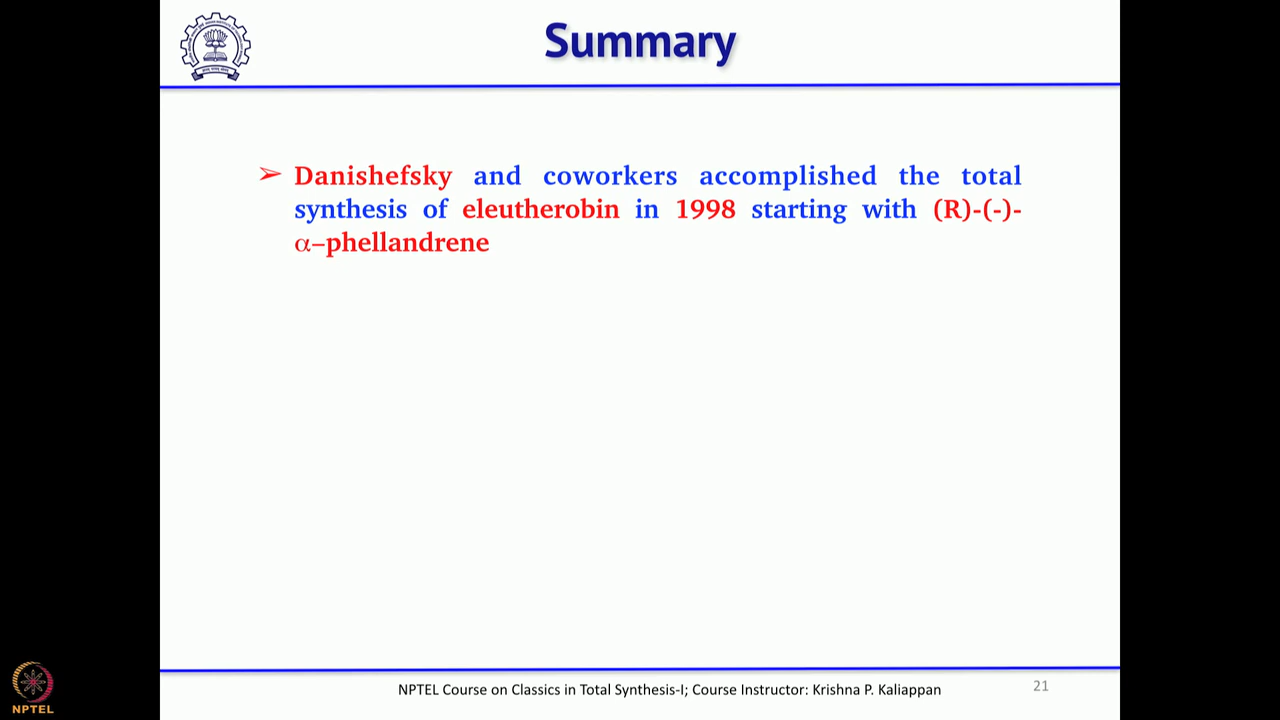 Summary
➢ Danishefsky and coworkers accomplished the total
synthesis of eleutherobin in 1998 starting with (R)-(-)-
α–phellandrene
NPTEL Course on Classics in Total Synthesis-I; Course Instructor: Krishna P. Kaliappan
21
NPTEL